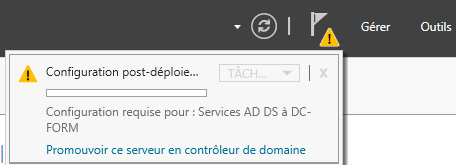 Gérer Outils
Configuration post-déploie... TÂCH... X
Configuration requise pour : Services AD DS à DC-
FORM
Promouvoir ce serveur en contrôleur de domaine